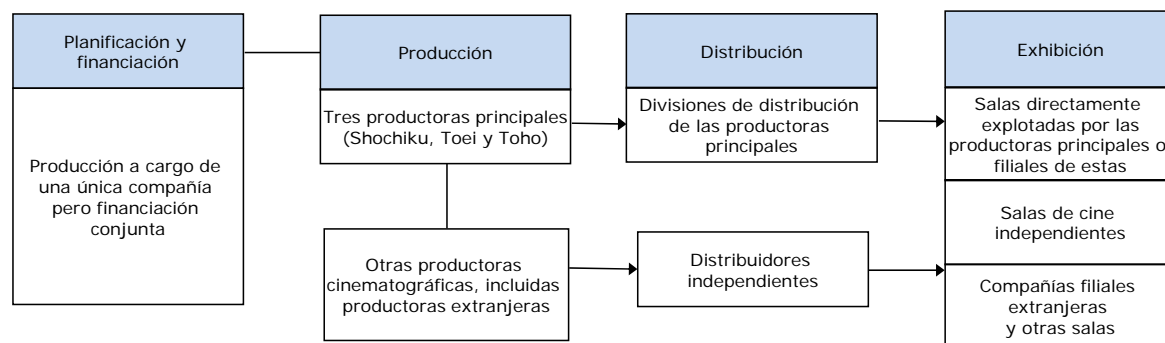 Planificación y
financiación
Producción a cargo de
una única compañía
pero financiación
conjunta
Producción
Tres productoras principales
(Shochiku, Toei y Toho)
Otras productoras
cinematográficas, incluidas
productoras extranjeras
Distribución
Divisiones de distribución
de las productoras
principales
Distribuidores
independientes
Exhibición
Salas directamente
explotadas por las
productoras principales o
filiales de estas
Salas de cine
independientes
Compañías filiales
extranjeras
y otras salas